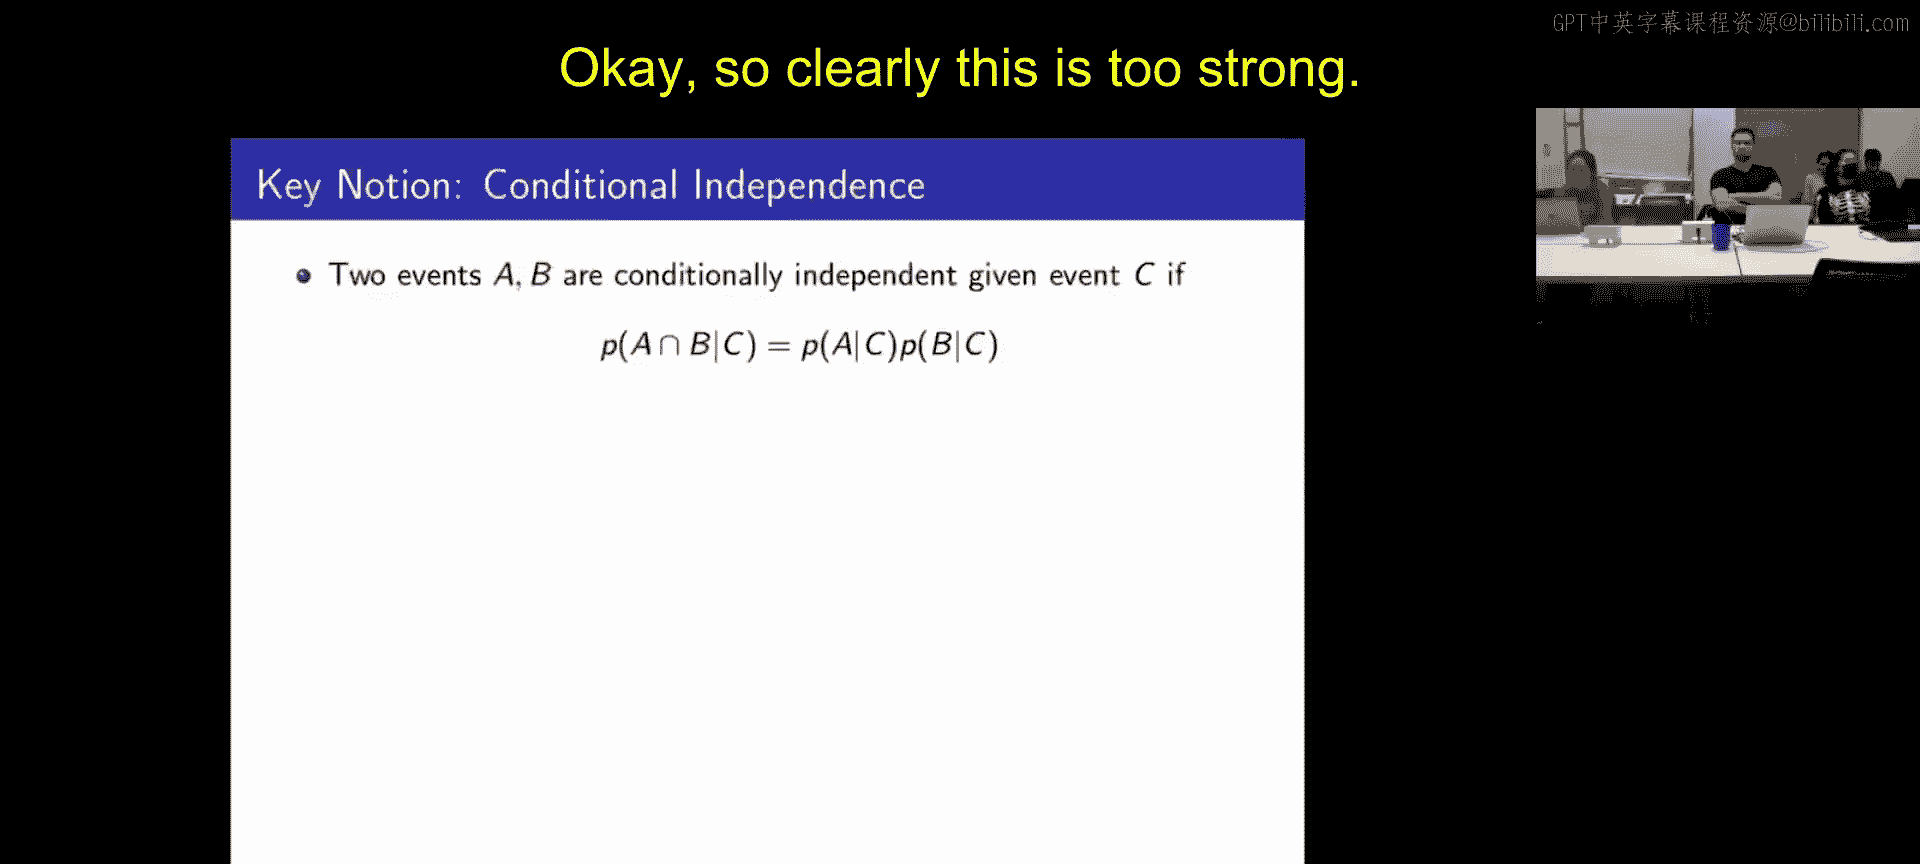 GPT中英字幕课程资源@bilibili.com
Okay, so clearly this is too strong.
Key Notion: Conditional Independence
Two events A, B are conditionally independent given event C if
p(A ∩ B|C) = p(A|C)p(B|C)